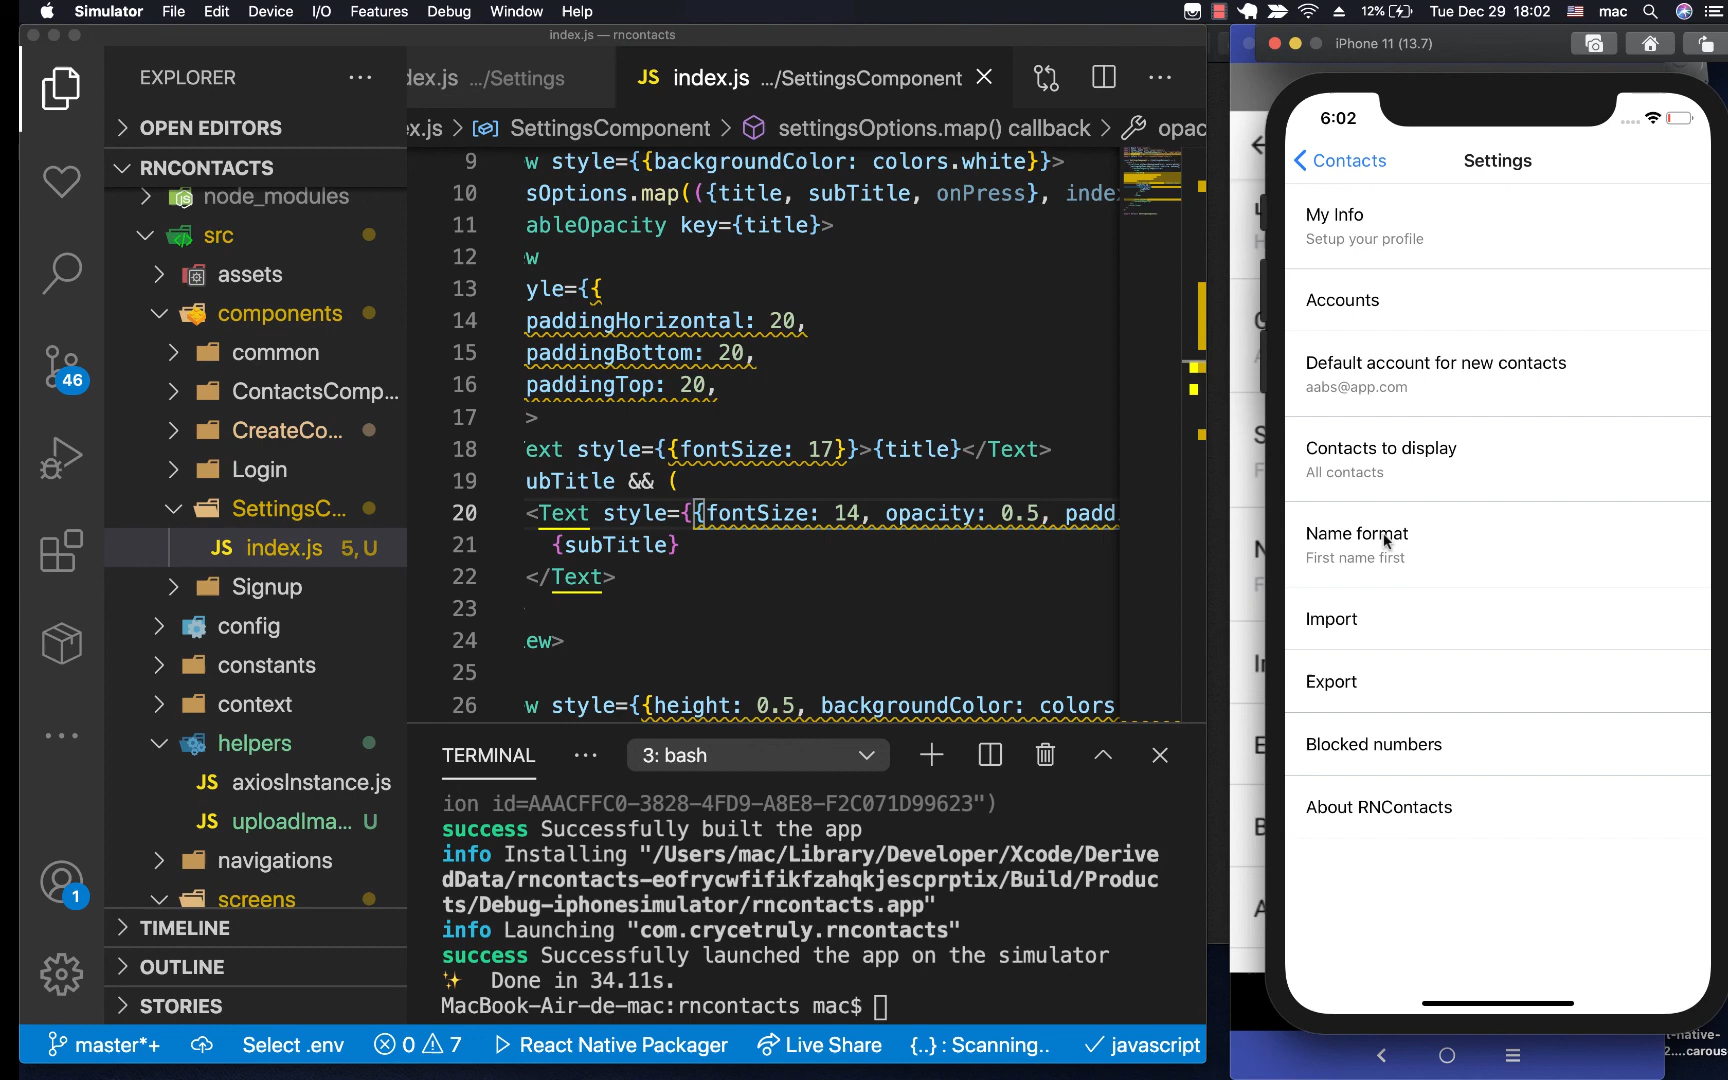 Simulator File Edit Device I/O Features Debug Window Help
12% Tue Dec 29 18:02 mac
index.js — rncontacts
iPhone 11 (13.7)
EXPLORER
dex.js .../Settings
JS index.js .../SettingsComponent
OPEN EDITORS
RNCONTACTS
x.js > SettingsComponent > settingsOptions.map() callback > opac
node_modules
src
assets
components
common
ContactsComp...
CreateCo...
Login
SettingsC...
JS index.js 5, U
Signup
config
constants
context
helpers
JS axiosInstance.js
JS uploadIma... U
navigations
screens
TIMELINE
OUTLINE
STORIES
46
1
9 w style={{backgroundColor: colors.white}}>
10 sOptions.map(({title, subTitle, onPress}, index
11 ableOpacity key={title}>
12 w
13 yle={{
14 paddingHorizontal: 20,
15 paddingBottom: 20,
16 paddingTop: 20,
17 >
18 ext style={{fontSize: 17}}>{title}</Text>
19 ubTitle && (
20 <Text style={{fontSize: 14, opacity: 0.5, padd
21 {subTitle}
22 </Text>
23
24 ew>
25
26 w style={{height: 0.5, backgroundColor: colors
TERMINAL
3: bash
ion id=AAACFFC0-3828-4FD9-A8E8-F2C071D99623")
success Successfully built the app
info Installing "/Users/mac/Library/Developer/Xcode/Derive
dData/rncontacts-eofrycwfifikfzahqkjescprptix/Build/Produc
ts/Debug-iphonesimulator/rncontacts.app"
info Launching "com.crycetruly.rncontacts"
success Successfully launched the app on the simulator
✨ Done in 34.11s.
MacBook-Air-de-mac:rncontacts mac$
master*+ Select .env 0 7 React Native Packager Live Share {..} : Scanning.. javascript
6:02
Contacts
Settings
My Info
Setup your profile
Accounts
Default account for new contacts
aabs@app.com
Contacts to display
All contacts
Name format
First name first
Import
Export
Blocked numbers
About RNContacts
t-native-
2....carous